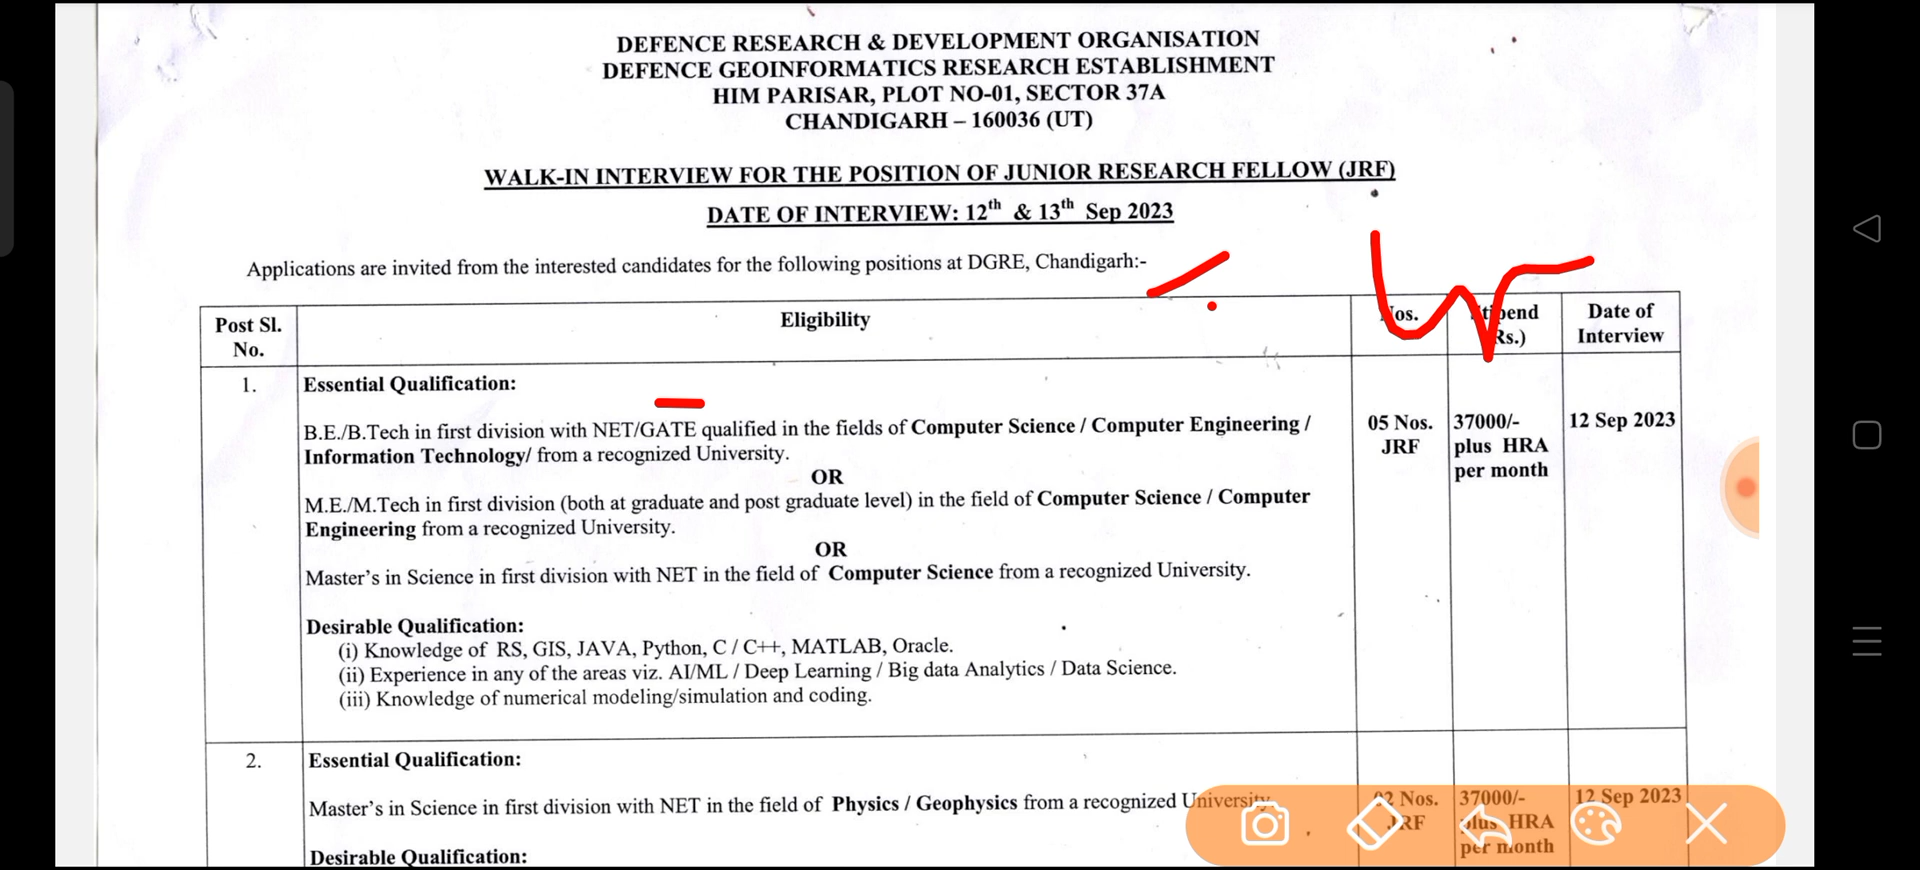 DEFENCE RESEARCH & DEVELOPMENT ORGANISATION
DEFENCE GEOINFORMATICS RESEARCH ESTABLISHMENT
HIM PARISAR, PLOT NO-01, SECTOR 37A
CHANDIGARH – 160036 (UT)
WALK-IN INTERVIEW FOR THE POSITION OF JUNIOR RESEARCH FELLOW (JRF)
DATE OF INTERVIEW: 12th & 13th Sep 2023
Applications are invited from the interested candidates for the following positions at DGRE, Chandigarh:-
Post Sl.
No.
Eligibility
Nos.
Stipend
(Rs.)
Date of
Interview
1.
Essential Qualification:
B.E./B.Tech in first division with NET/GATE qualified in the fields of Computer Science / Computer Engineering /
Information Technology/ from a recognized University.
OR
M.E./M.Tech in first division (both at graduate and post graduate level) in the field of Computer Science / Computer
Engineering from a recognized University.
OR
Master's in Science in first division with NET in the field of Computer Science from a recognized University.
Desirable Qualification:
(i) Knowledge of RS, GIS, JAVA, Python, C / C++, MATLAB, Oracle.
(ii) Experience in any of the areas viz. AI/ML / Deep Learning / Big data Analytics / Data Science.
(iii) Knowledge of numerical modeling/simulation and coding.
05 Nos.
JRF
37000/-
plus HRA
per month
12 Sep 2023
2.
Essential Qualification:
Master's in Science in first division with NET in the field of Physics / Geophysics from a recognized University.
Desirable Qualification:
02 Nos.
JRF
37000/-
plus HRA
per month
12 Sep 2023